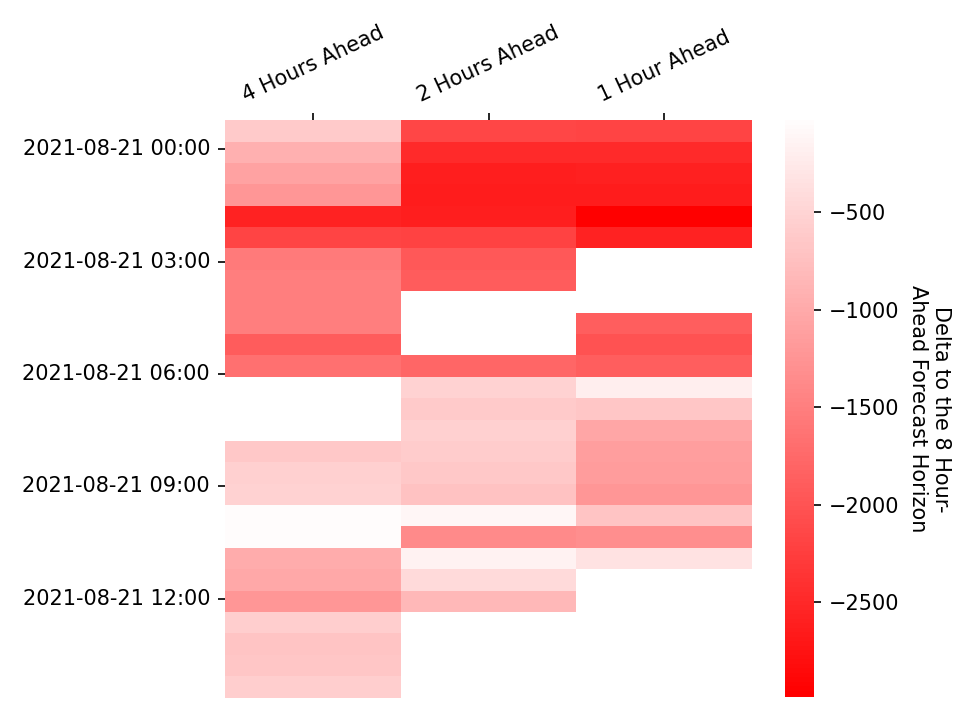 4 Hours Ahead
2 Hours Ahead
1 Hour Ahead
2021-08-21 00:00
2021-08-21 03:00
2021-08-21 06:00
2021-08-21 09:00
2021-08-21 12:00
−500
−1000
−1500
−2000
−2500
Delta to the 8 Hour-
Ahead Forecast Horizon